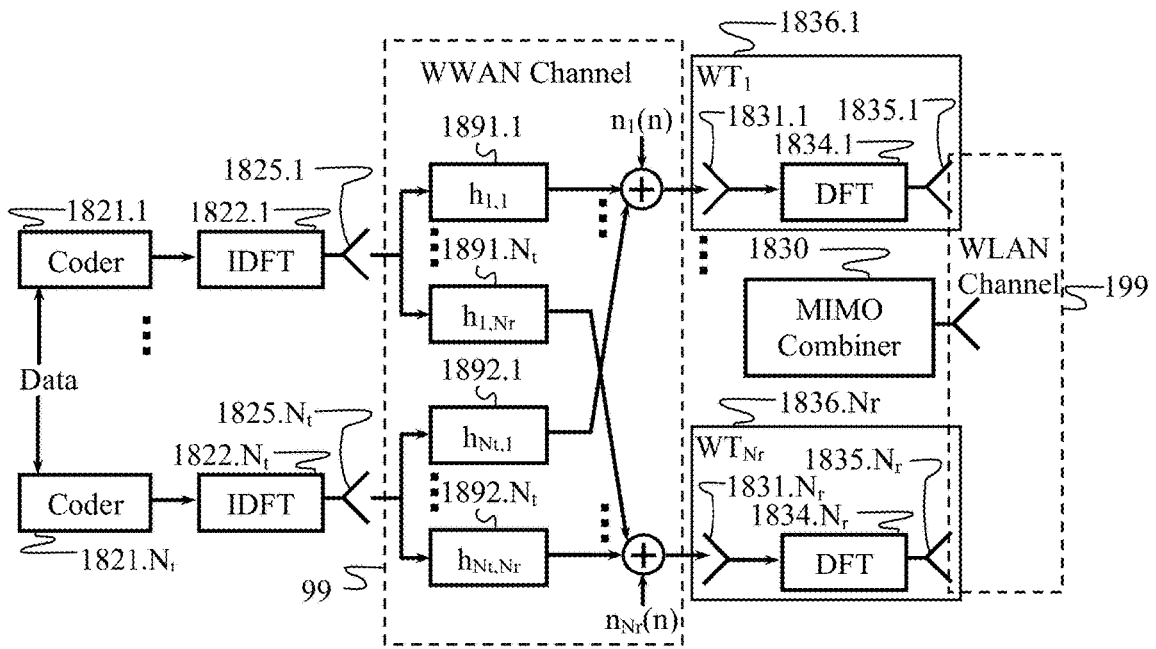 1836.1
WWAN Channel
WT1
1831.1
1835.1
1834.1
n1(n)
1891.1
h1,1
1825.1
1821.1
1822.1
Coder
IDFT
DFT
1891.Nt
h1,Nr
1830
MIMO
Combiner
WLAN
Channel
199
Data
1892.1
hNt,1
1825.Nt
1822.Nt
1836.Nr
WTNr
1835.Nr
1831.Nr
1834.Nr
1892.Nt
hNt,Nr
Coder
IDFT
DFT
1821.Nt
99
nNr(n)